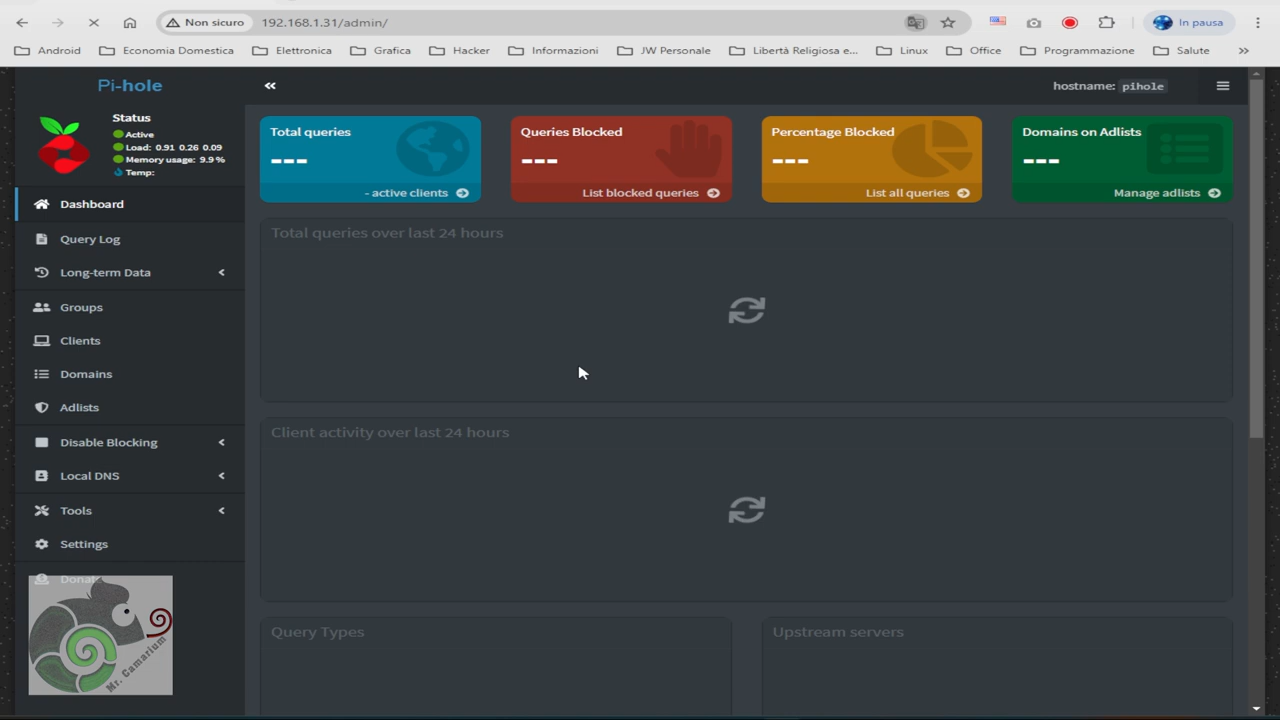 Non sicuro
192.168.1.31/admin/
In pausa
Android
Economia Domestica
Elettronica
Grafica
Hacker
Informazioni
JW Personale
Libertà Religiosa e...
Linux
Office
Programmazione
Salute
Pi-hole
hostname: pihole
Status
Active
Load: 0.91 0.26 0.09
Memory usage: 9.9 %
Temp:
Dashboard
Query Log
Long-term Data
Groups
Clients
Domains
Adlists
Disable Blocking
Local DNS
Tools
Settings
Donate
Mr. Camarium
Total queries
---
- active clients
Queries Blocked
---
List blocked queries
Percentage Blocked
---
List all queries
Domains on Adlists
---
Manage adlists
Total queries over last 24 hours
Client activity over last 24 hours
Query Types
Upstream servers